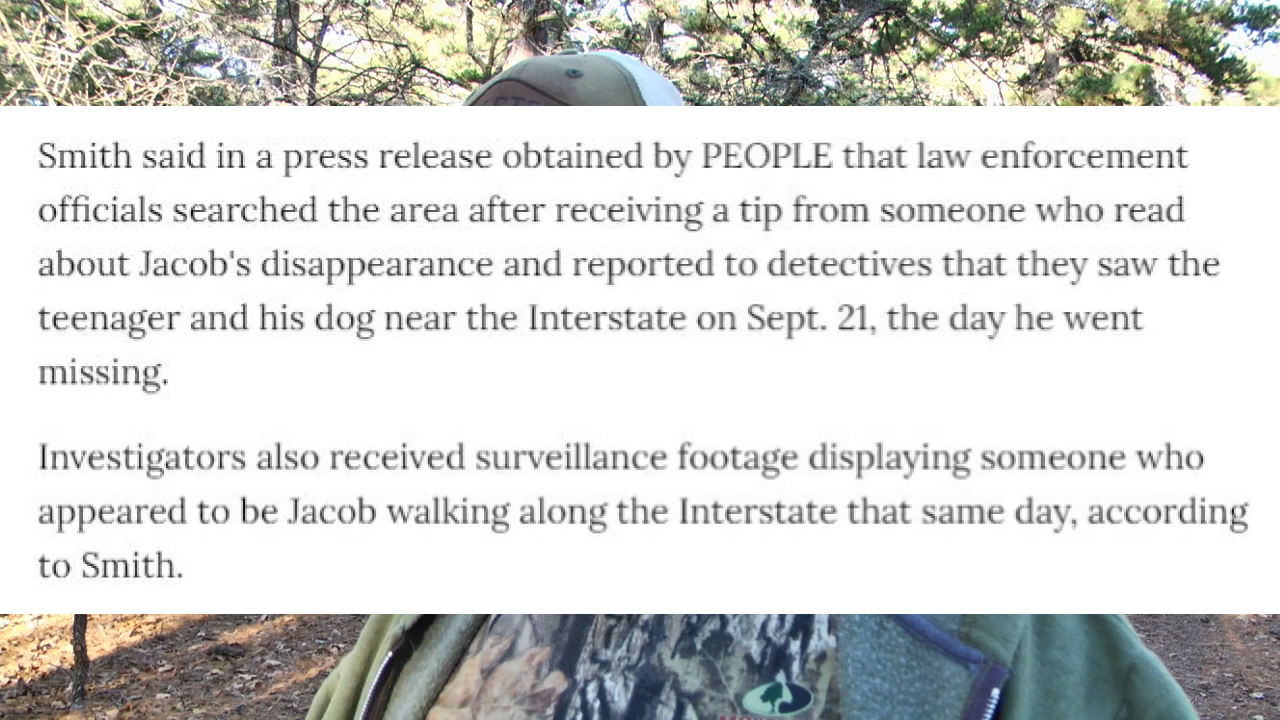 Smith said in a press release obtained by PEOPLE that law enforcement
officials searched the area after receiving a tip from someone who read
about Jacob's disappearance and reported to detectives that they saw the
teenager and his dog near the Interstate on Sept. 21, the day he went
missing.
Investigators also received surveillance footage displaying someone who
appeared to be Jacob walking along the Interstate that same day, according
to Smith.